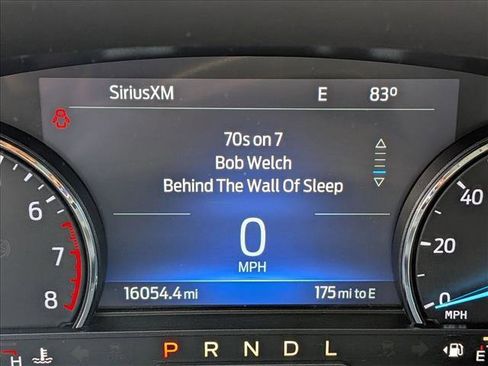 SiriusXM E 83°
70s on 7
Bob Welch
Behind The Wall Of Sleep
6
7
8
0
MPH
40
20
0
MPH
16054.4 mi 175 mi to E
H P R N D L E